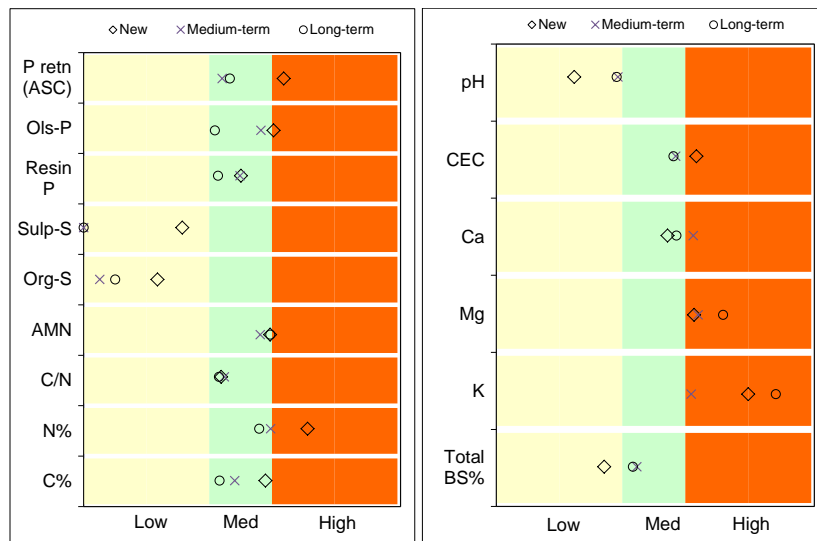 New Medium-term Long-term
P retn
(ASC)
Ols-P
Resin
P
Sulp-S
Org-S
AMN
C/N
N%
C%
Low Med High
New Medium-term Long-term
pH
CEC
Ca
Mg
K
Total
BS%
Low Med High